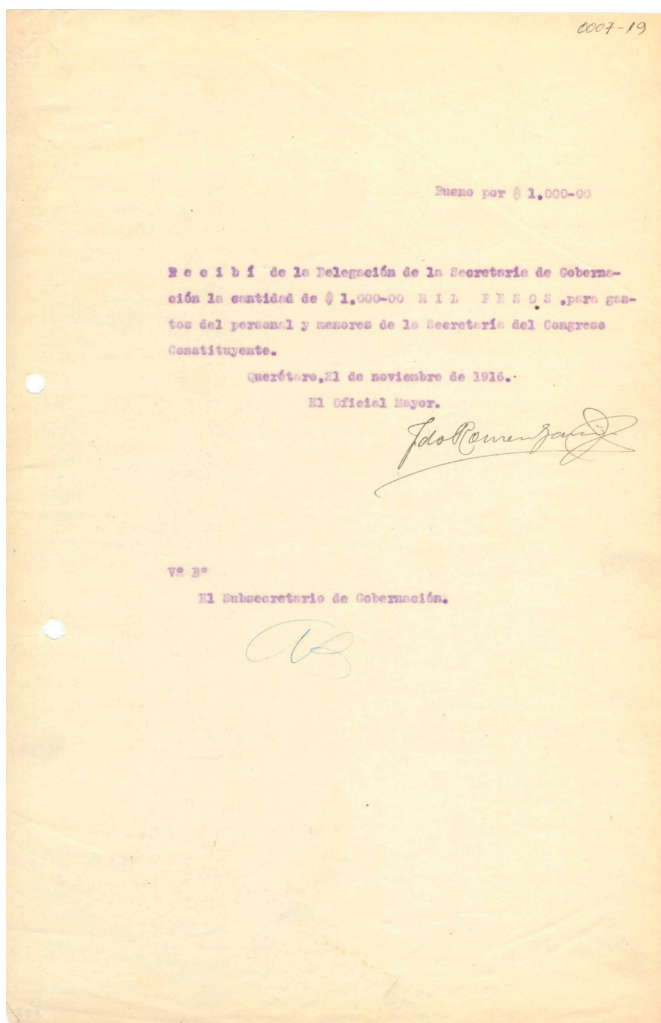 0007-19
Bueno por $ 1,000-00
R e c i b í de la Delegación de la Secretaría de Goberna-
ción la cantidad de $ 1,000-00 M I L P E S O S ,para gas-
tos del personal y menores de la Secretaría del Congreso
Constituyente.
Querétaro,21 de noviembre de 1916.
El Oficial Mayor.
Vº Bº
El Subsecretario de Gobernación.